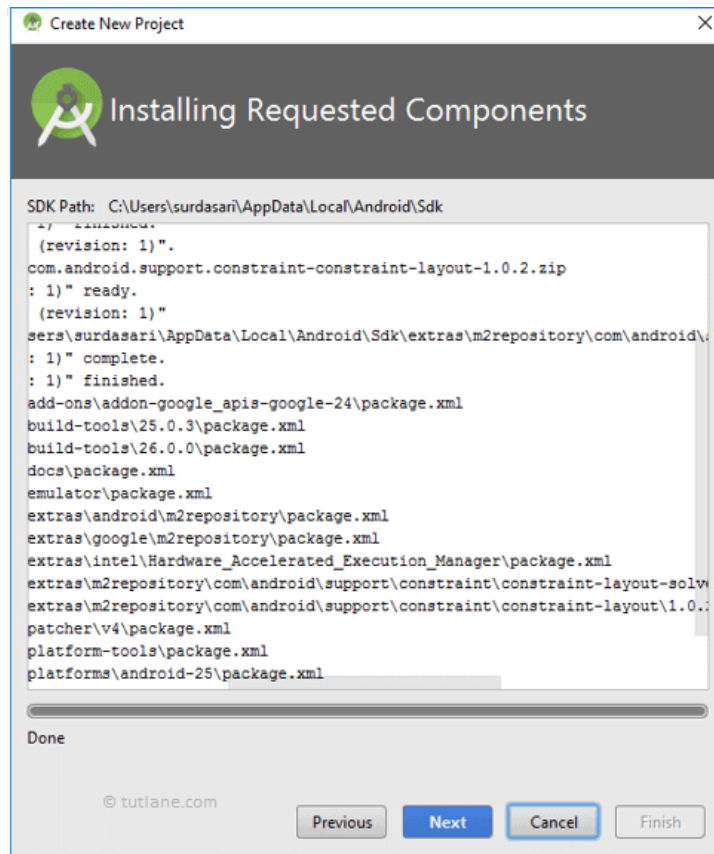 Create New Project
Installing Requested Components
SDK Path: C:\Users\surdasari\AppData\Local\Android\Sdk
1)" finished.
(revision: 1)".
com.android.support.constraint-constraint-layout-1.0.2.zip
: 1)" ready.
(revision: 1)"
sers\surdasari\AppData\Local\Android\Sdk\extras\m2repository\com\android\
: 1)" complete.
: 1)" finished.
add-ons\addon-google_apis-google-24\package.xml
build-tools\25.0.3\package.xml
build-tools\26.0.0\package.xml
docs\package.xml
emulator\package.xml
extras\android\m2repository\package.xml
extras\google\m2repository\package.xml
extras\intel\Hardware_Accelerated_Execution_Manager\package.xml
extras\m2repository\com\android\support\constraint\constraint-layout-solv
extras\m2repository\com\android\support\constraint\constraint-layout\1.0.
patcher\v4\package.xml
platform-tools\package.xml
platforms\android-25\package.xml
Done
© tutlane.com
Previous Next Cancel Finish